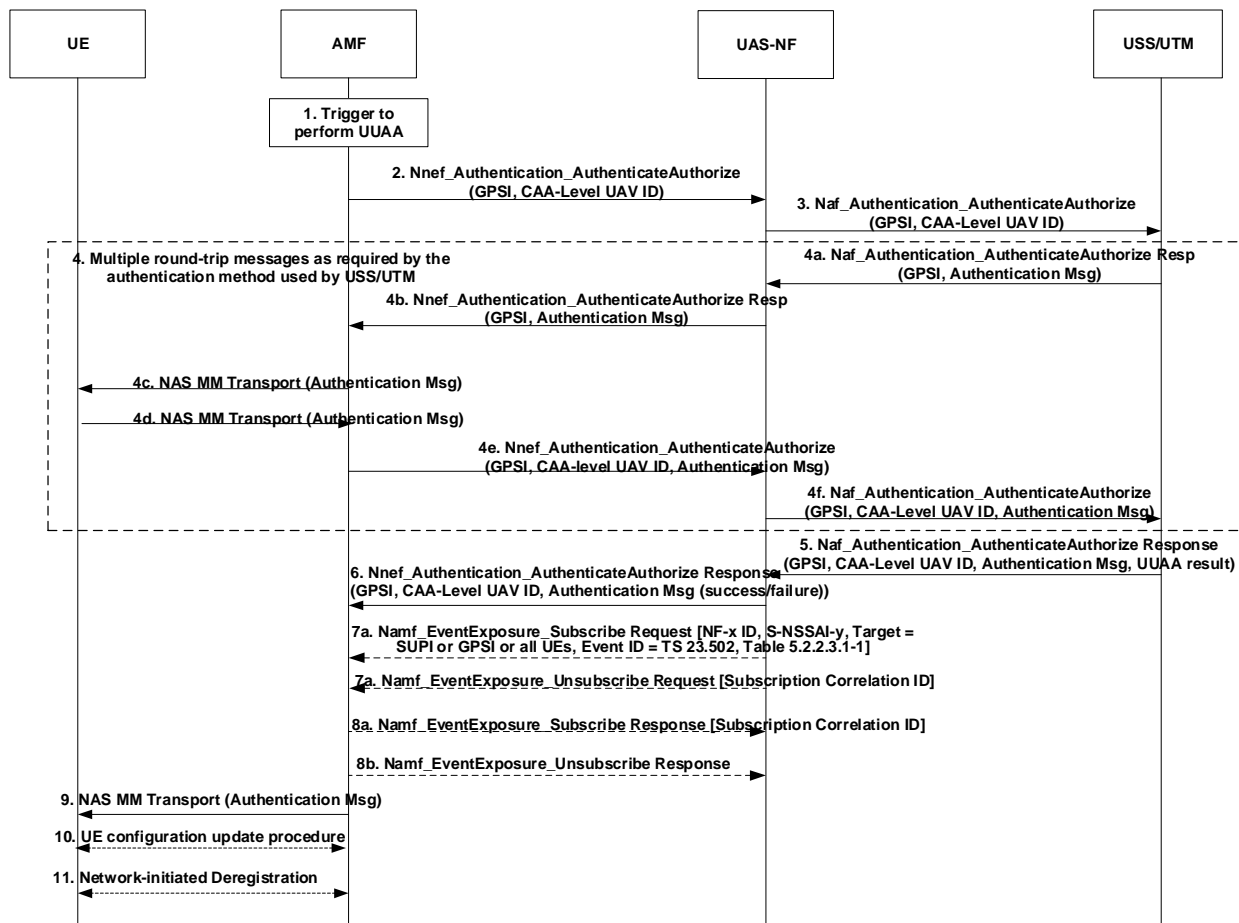 UE
AMF
UAS-NF
USS/UTM
1. Trigger to
perform UUAA
2. Nnef_Authentication_AuthenticateAuthorize
(GPSI, CAA-Level UAV ID)
3. Naf_Authentication_AuthenticateAuthorize
(GPSI, CAA-Level UAV ID)
4. Multiple round-trip messages as required by the
authentication method used by USS/UTM
4a. Naf_Authentication_AuthenticateAuthorize Resp
(GPSI, Authentication Msg)
4b. Nnef_Authentication_AuthenticateAuthorize Resp
(GPSI, Authentication Msg)
4c. NAS MM Transport (Authentication Msg)
4d. NAS MM Transport (Authentication Msg)
4e. Nnef_Authentication_AuthenticateAuthorize
(GPSI, CAA-level UAV ID, Authentication Msg)
4f. Naf_Authentication_AuthenticateAuthorize
(GPSI, CAA-Level UAV ID, Authentication Msg)
5. Naf_Authentication_AuthenticateAuthorize Response
(GPSI, CAA-Level UAV ID, Authentication Msg, UUAA result)
6. Nnef_Authentication_AuthenticateAuthorize Response
(GPSI, CAA-Level UAV ID, Authentication Msg (success/failure))
7a. Namf_EventExposure_Subscribe Request [NF-x ID, S-NSSAI-y, Target =
SUPI or GPSI or all UEs, Event ID = TS 23.502, Table 5.2.2.3.1-1]
7a. Namf_EventExposure_Unsubscribe Request [Subscription Correlation ID]
8a. Namf_EventExposure_Subscribe Response [Subscription Correlation ID]
8b. Namf_EventExposure_Unsubscribe Response
9. NAS MM Transport (Authentication Msg)
10. UE configuration update procedure
11. Network-initiated Deregistration